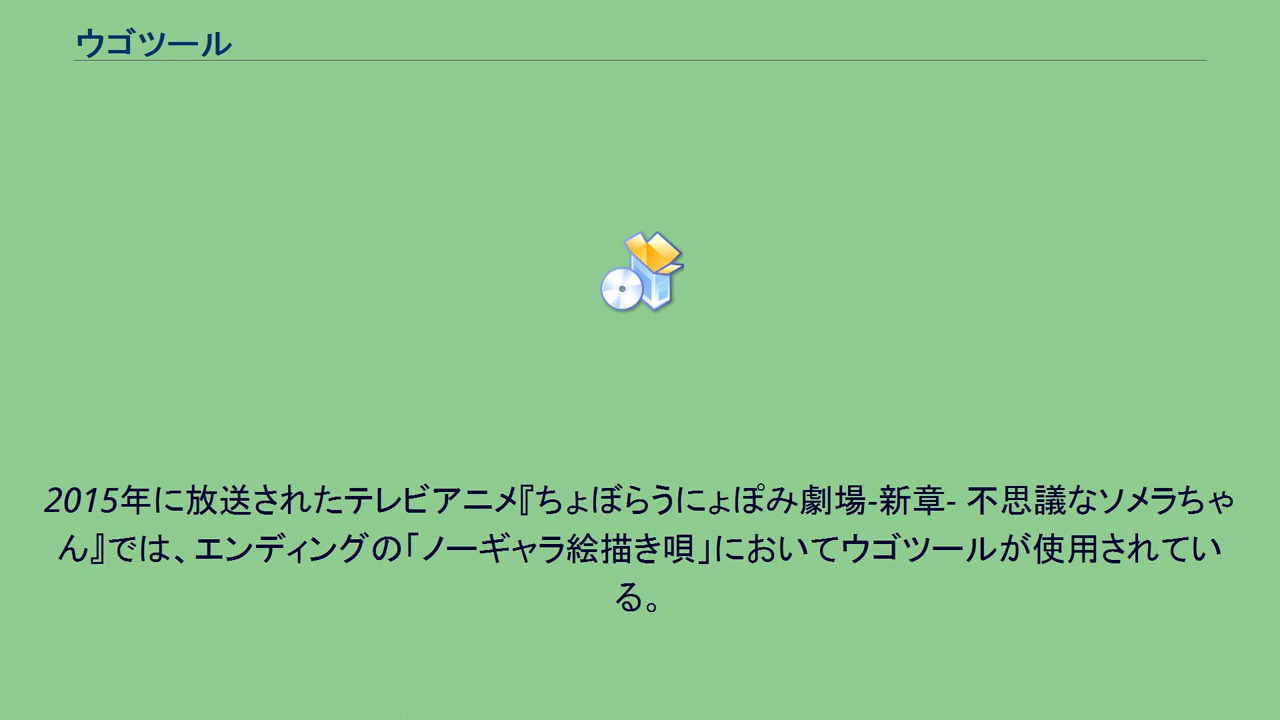 ウゴツール
2015年に放送されたテレビアニメ『ちょぼらうにょぽみ劇場-新章- 不思議なソメラちゃ
ん』では、エンディングの「ノーギャラ絵描き唄」においてウゴツールが使用されてい
る。